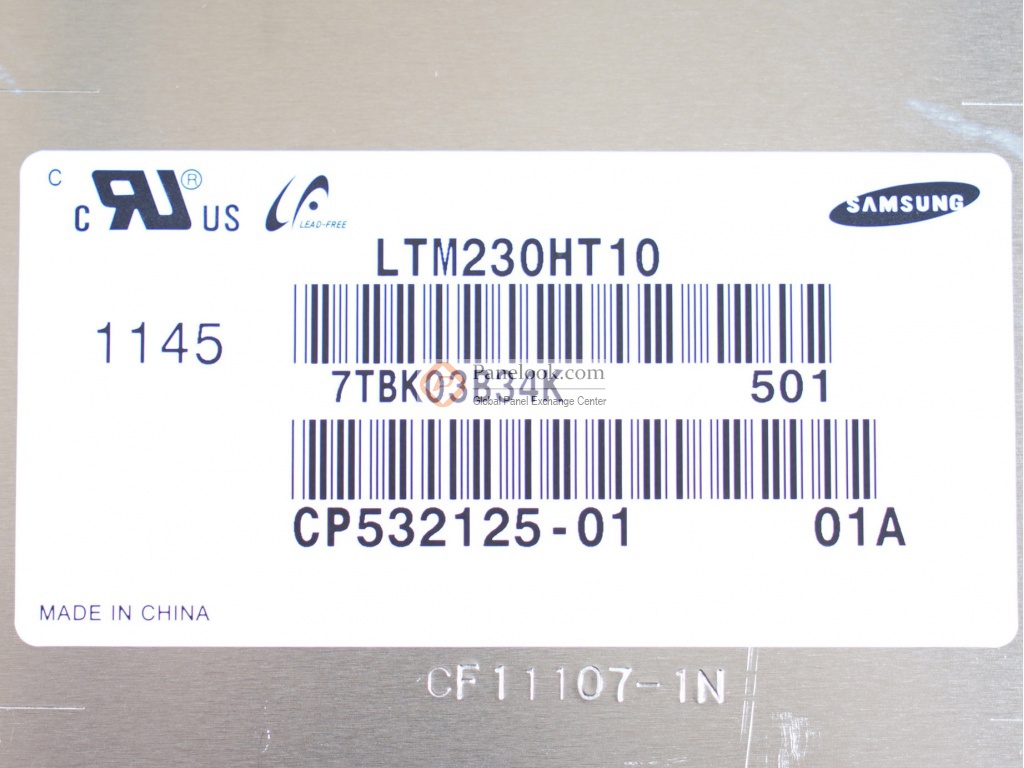 C
C RU ® US
LEAD-FREE
SAMSUNG
LTM230HT10
1145
7TBK03B34K 501
Panelook.com
Global Panel Exchange Center
CP532125-01 01A
MADE IN CHINA
CF11107-1N